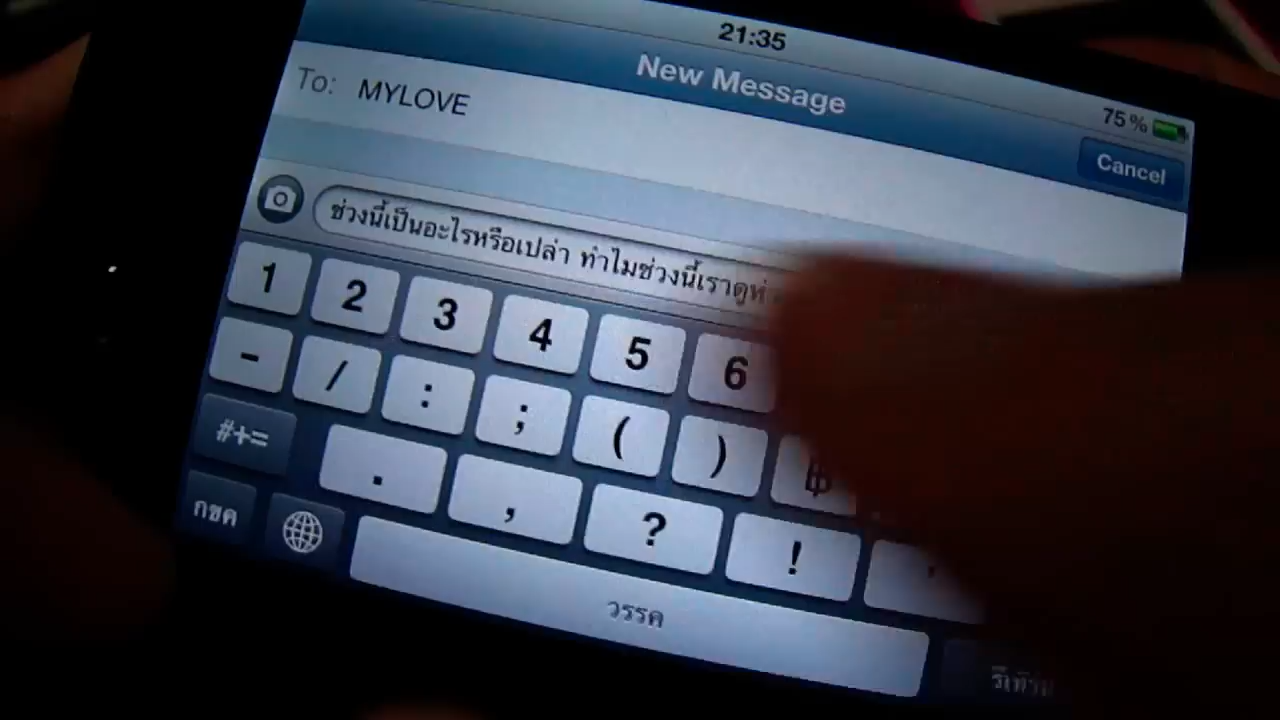 21:35
New Message
75%
To: MYLOVE
Cancel
ช่วงนี้เป็นอะไรหรือเปล่า ทำไมช่วงนี้เราดู
1 2 3 4 5 6
- / : ; ( ) ฿
#+= . , ? !
กขค วรรค